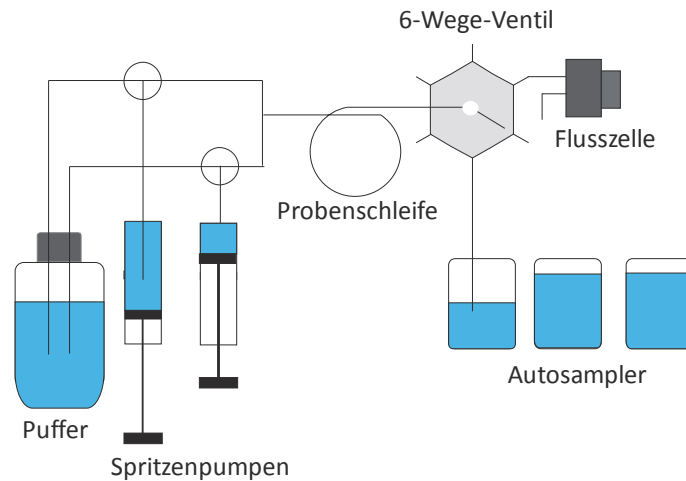 6-Wege-Ventil
Flusszelle
Probenschleife
Autosampler
Puffer
Spritzenpumpen